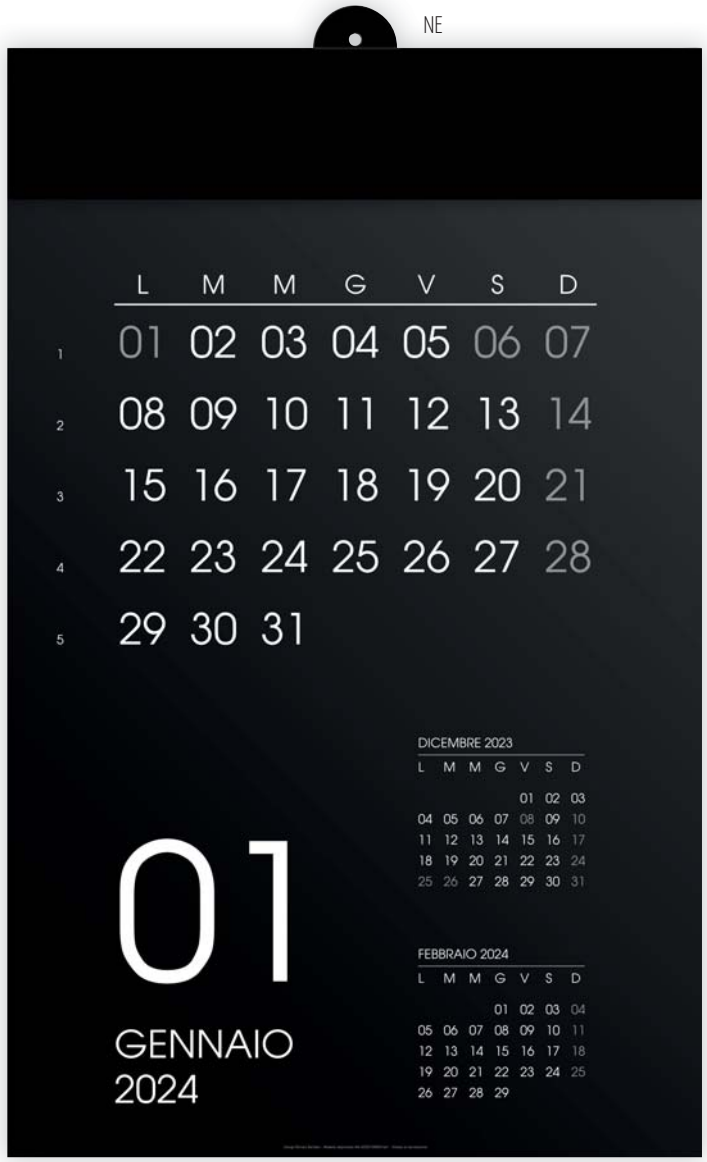 NE
L M M G V S D
1 01 02 03 04 05 06 07
2 08 09 10 11 12 13 14
3 15 16 17 18 19 20 21
4 22 23 24 25 26 27 28
5 29 30 31
DICEMBRE 2023
L M M G V S D
01 02 03
04 05 06 07 08 09 10
11 12 13 14 15 16 17
18 19 20 21 22 23 24
25 26 27 28 29 30 31
01
GENNAIO
2024
FEBBRAIO 2024
L M M G V S D
01 02 03 04
05 06 07 08 09 10 11
12 13 14 15 16 17 18
19 20 21 22 23 24 25
26 27 28 29